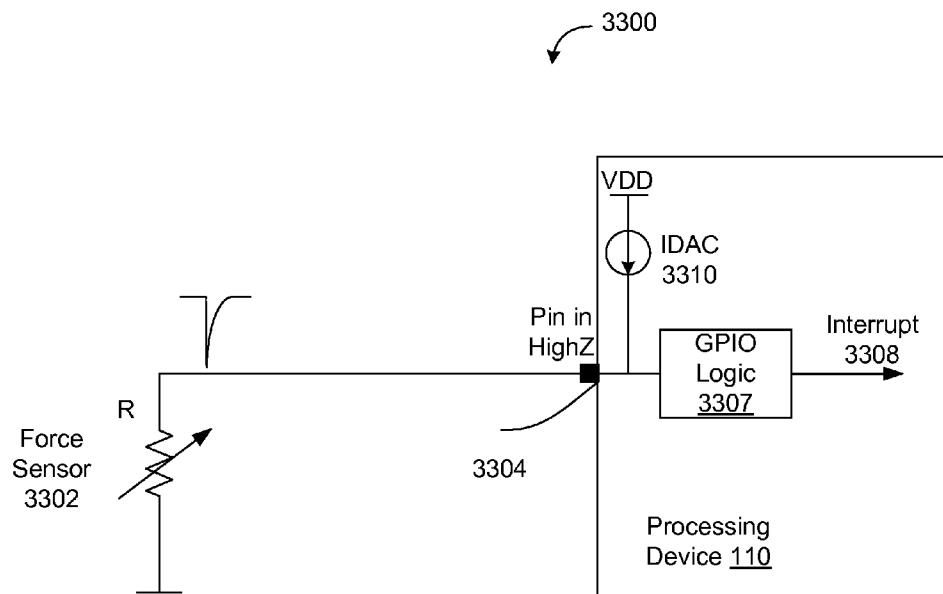 3300
VDD
IDAC
3310
Pin in
HighZ
GPIO
Logic
3307
Interrupt
3308
R
Force
Sensor
3302
3304
Processing
Device 110